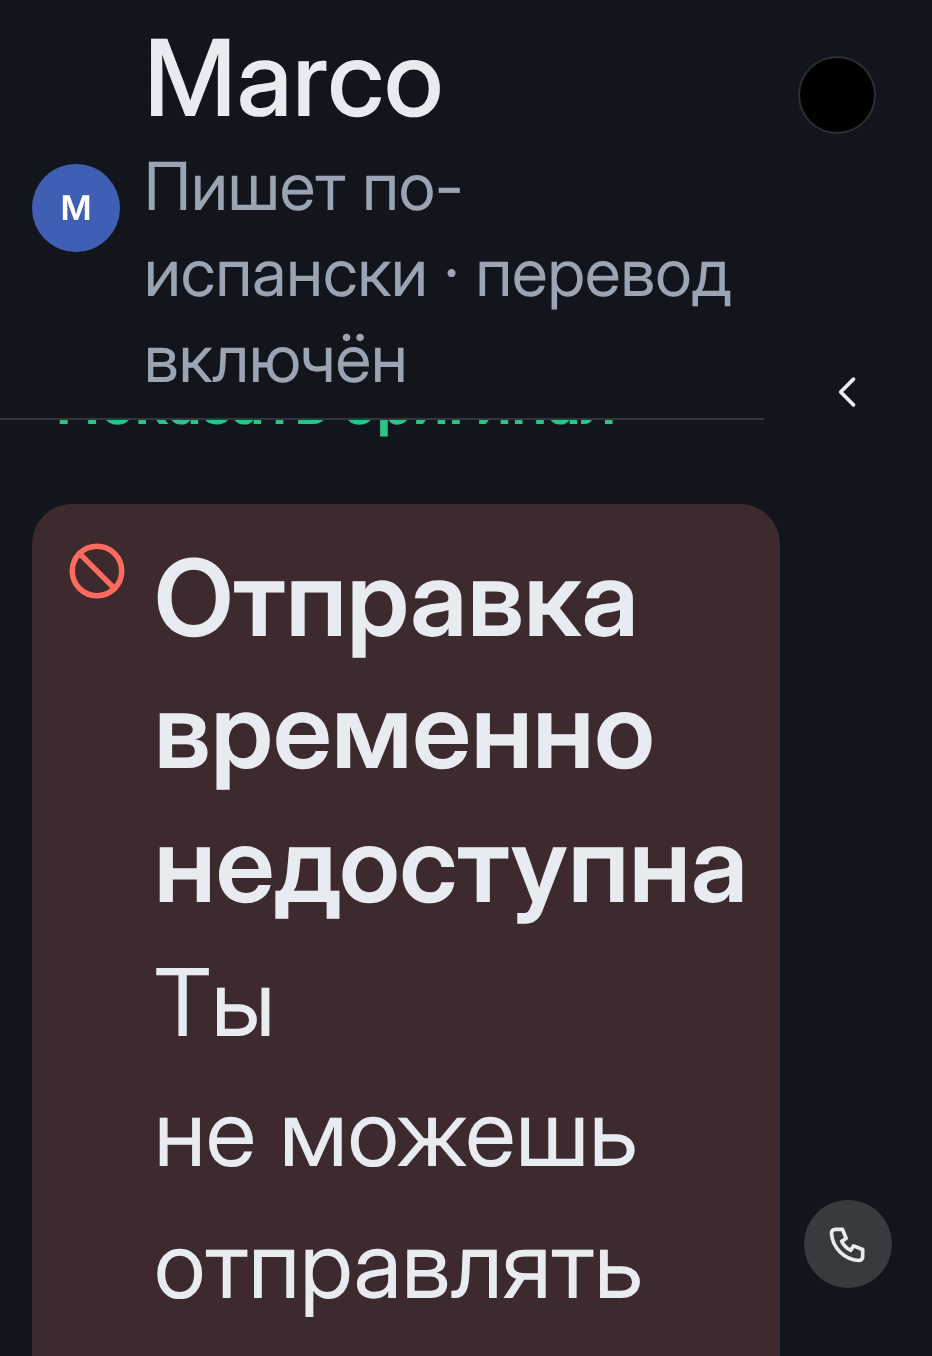 Marco
M
Пишет по-
испански · перевод
включён
Отправка
временно
недоступна
Ты
не можешь
отправлять